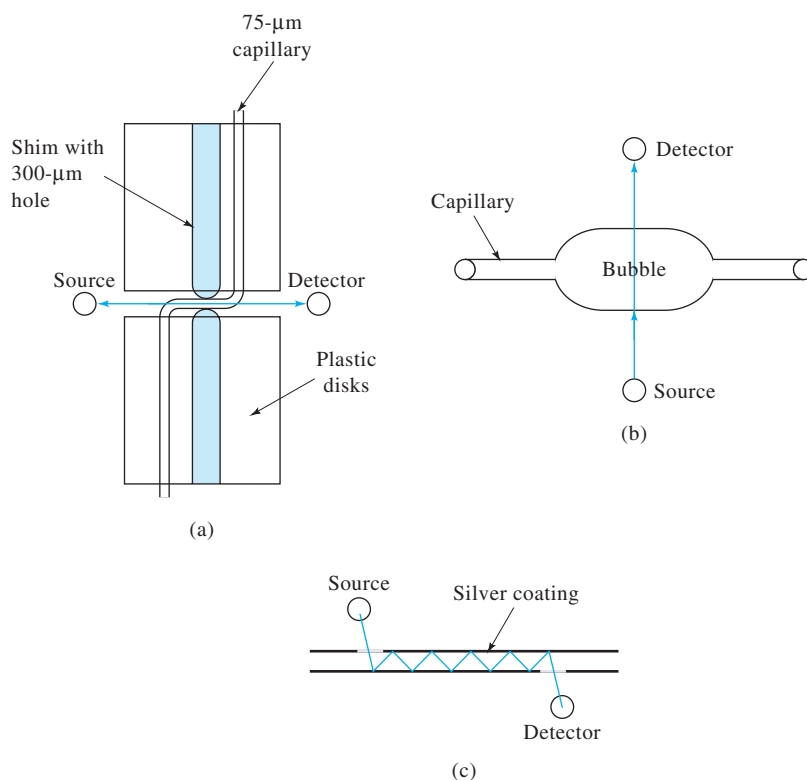 75-μm
capillary
Shim with
300-μm
hole
Source
Detector
Plastic
disks
(a)
Detector
Capillary
Bubble
Source
(b)
Source
Silver coating
Detector
(c)